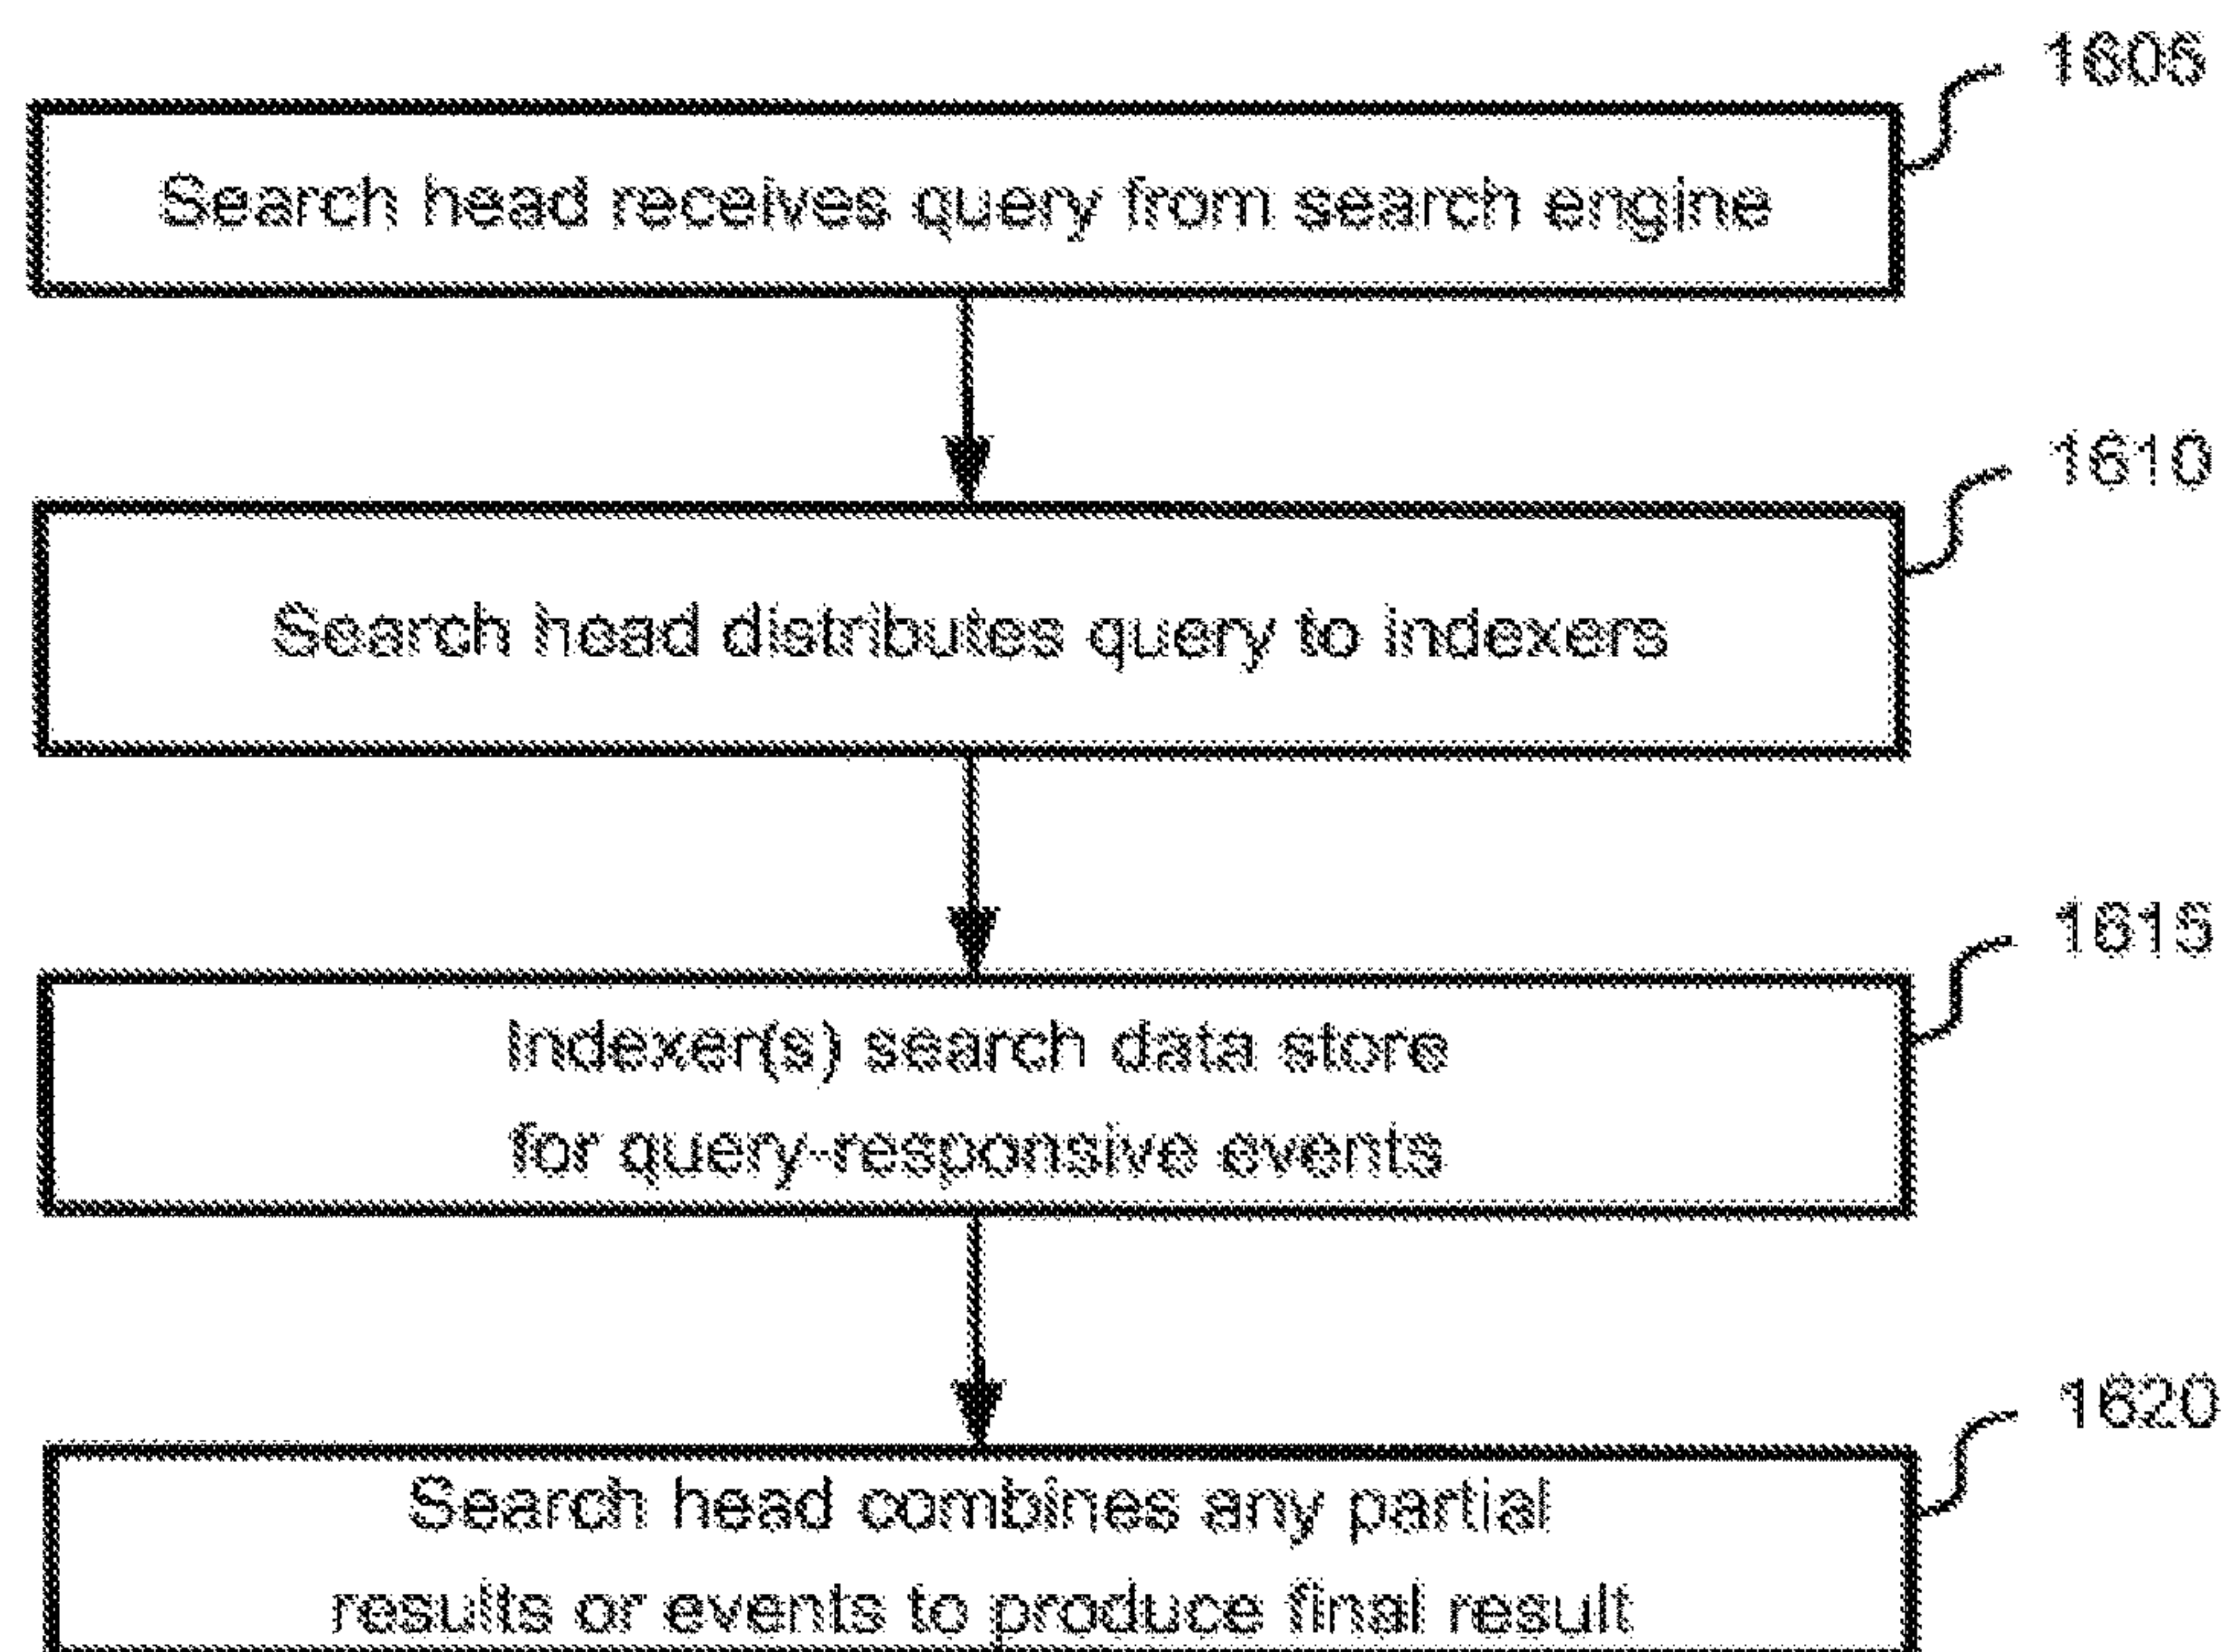 1605
Search head receives query from search engine
1610
Search head distributes query to indexers
1615
Indexer(s) search data store
for query-responsive events
1620
Search head combines any partial
results or events to produce final result